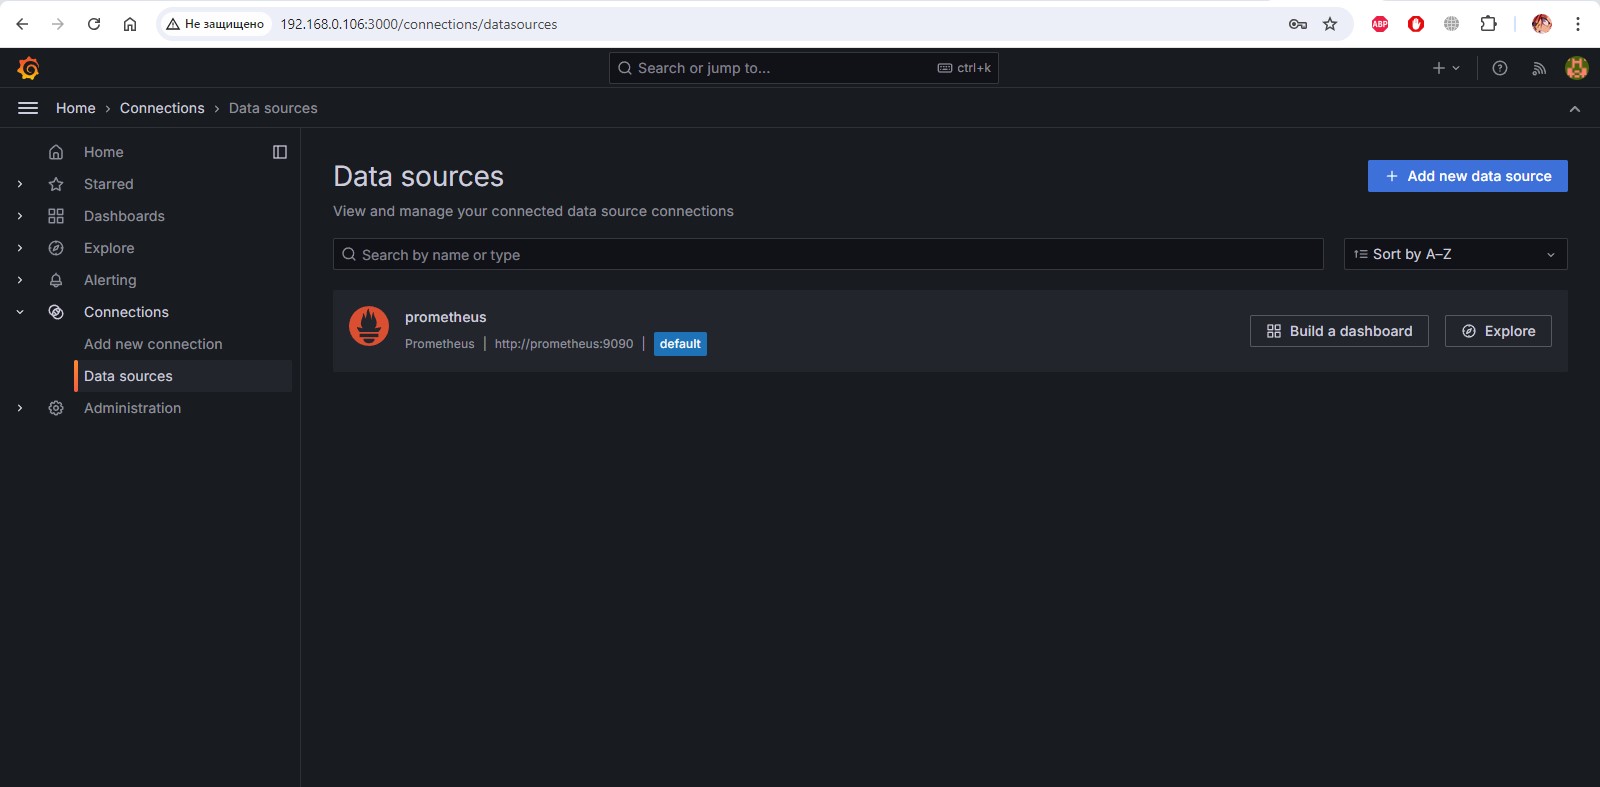 Не защищено 192.168.0.106:3000/connections/datasources ABP
Search or jump to... ctrl+k
Home › Connections › Data sources
Home
Starred
Dashboards
Explore
Alerting
Connections
Add new connection
Data sources
Administration
Data sources
Add new data source
View and manage your connected data source connections
Search by name or type
Sort by A–Z
prometheus
Prometheus | http://prometheus:9090 | default
Build a dashboard
Explore